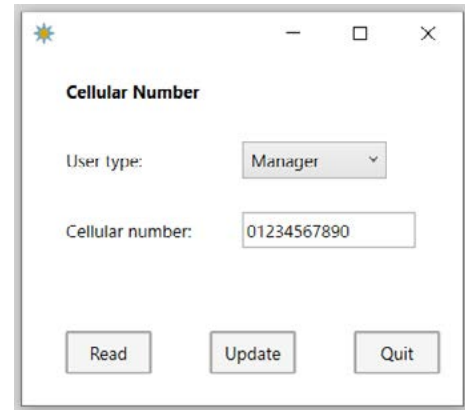 Cellular Number
User type: Manager
Cellular number: 01234567890
Read Update Quit